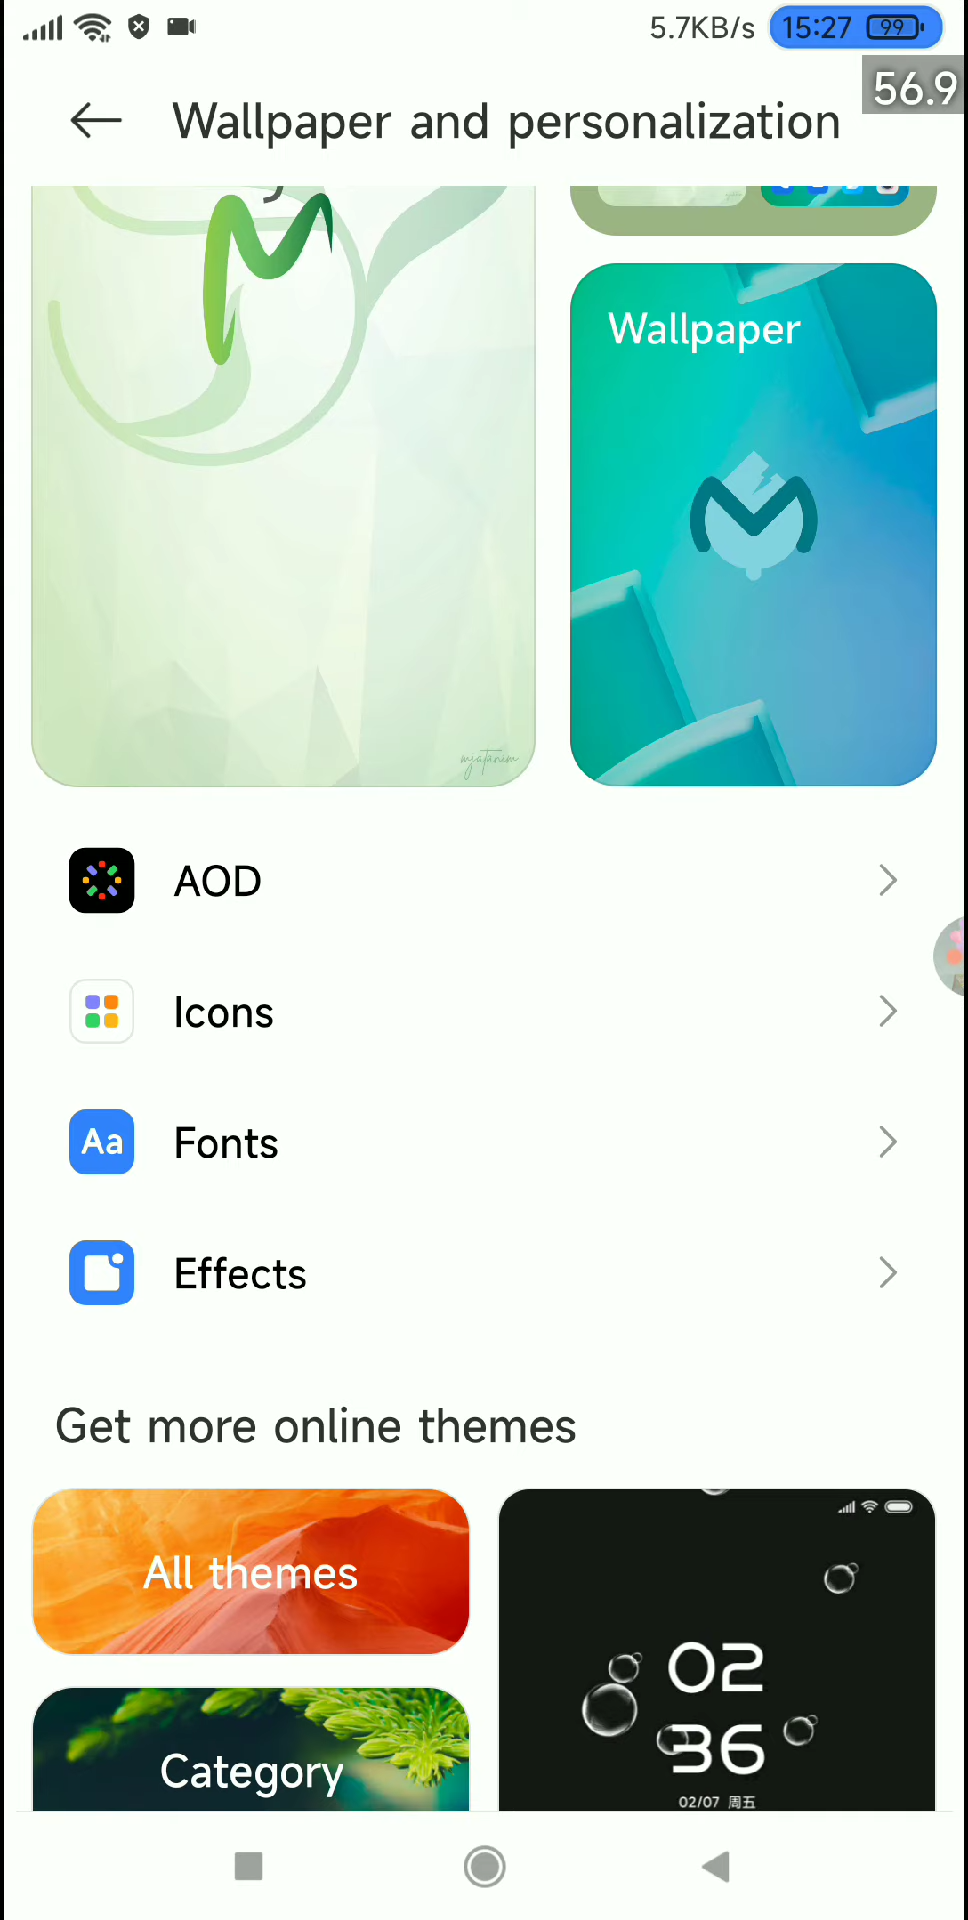 5.7KB/s 15:27 99
56.9
Wallpaper and personalization
Wallpaper
AOD
Icons
Aa Fonts
Effects
Get more online themes
All themes
02
36
Category
02/07 周五